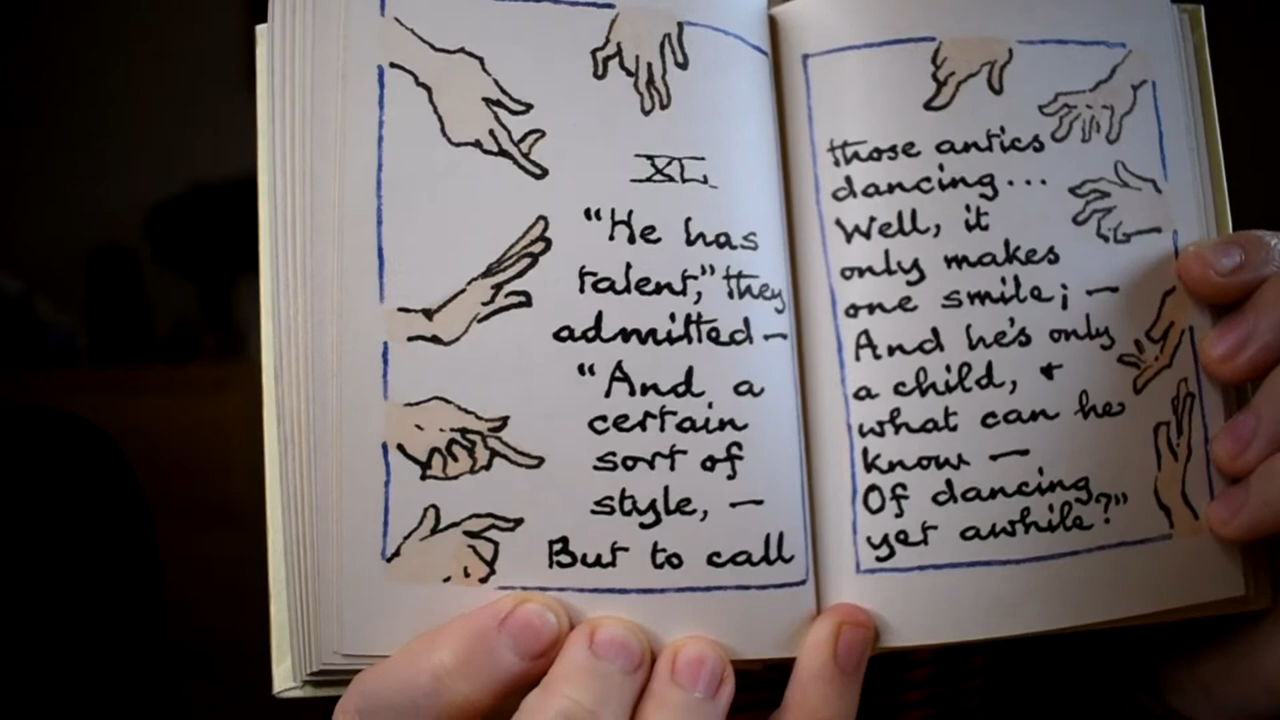 XL.
“He has
talent,” they
admitted —
“And a
certain
sort of
style, —
But to call
those antics
dancing...
Well, it
only makes
one smile; —
And he's only
a child, &
what can he
know —
Of dancing
yet awhile?”